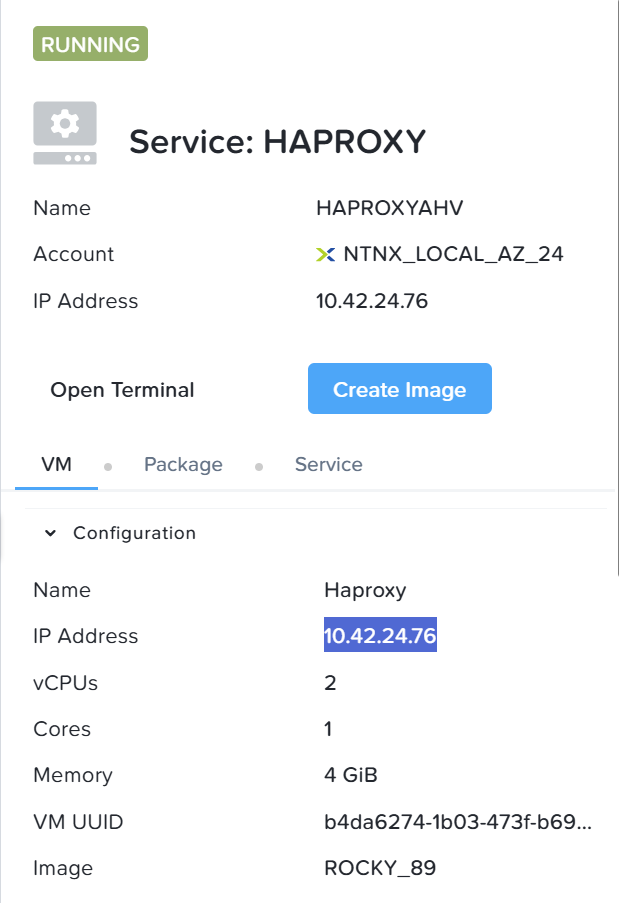 RUNNING
Service: HAPROXY
Name HAPROXYAHV
Account NTNX_LOCAL_AZ_24
IP Address 10.42.24.76
Open Terminal Create Image
VM Package Service
Configuration
Name Haproxy
IP Address 10.42.24.76
vCPUs 2
Cores 1
Memory 4 GiB
VM UUID b4da6274-1b03-473f-b69...
Image ROCKY_89